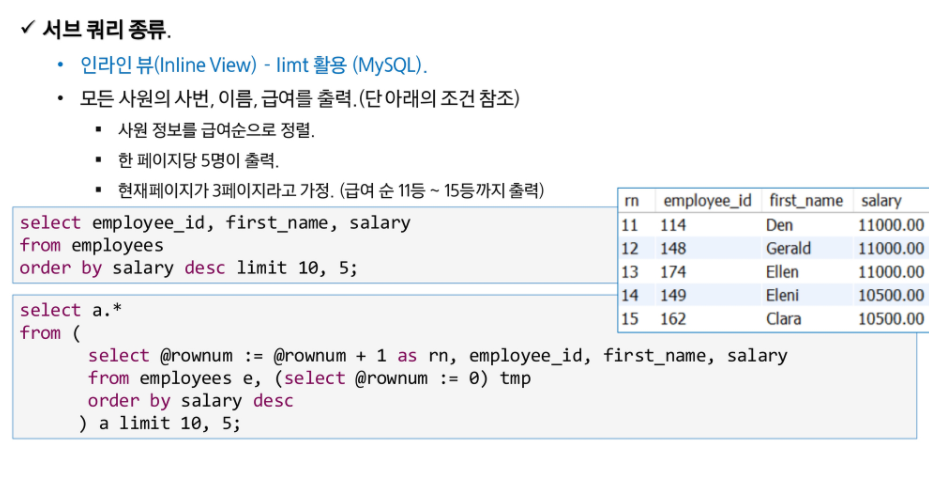 ✓ 서브 쿼리 종류.
• 인라인 뷰(Inline View) - limt 활용 (MySQL).
• 모든 사원의 사번, 이름, 급여를 출력.(단 아래의 조건 참조)
▪ 사원 정보를 급여순으로 정렬.
▪ 한 페이지당 5명이 출력.
▪ 현재페이지가 3페이지라고 가정. (급여 순 11등 ~ 15등까지 출력)
select employee_id, first_name, salary
from employees
order by salary desc limit 10, 5;
rn employee_id first_name salary
11 114 Den 11000.00
12 148 Gerald 11000.00
13 174 Ellen 11000.00
14 149 Eleni 10500.00
15 162 Clara 10500.00
select a.*
from (
select @rownum := @rownum + 1 as rn, employee_id, first_name, salary
from employees e, (select @rownum := 0) tmp
order by salary desc
) a limit 10, 5;